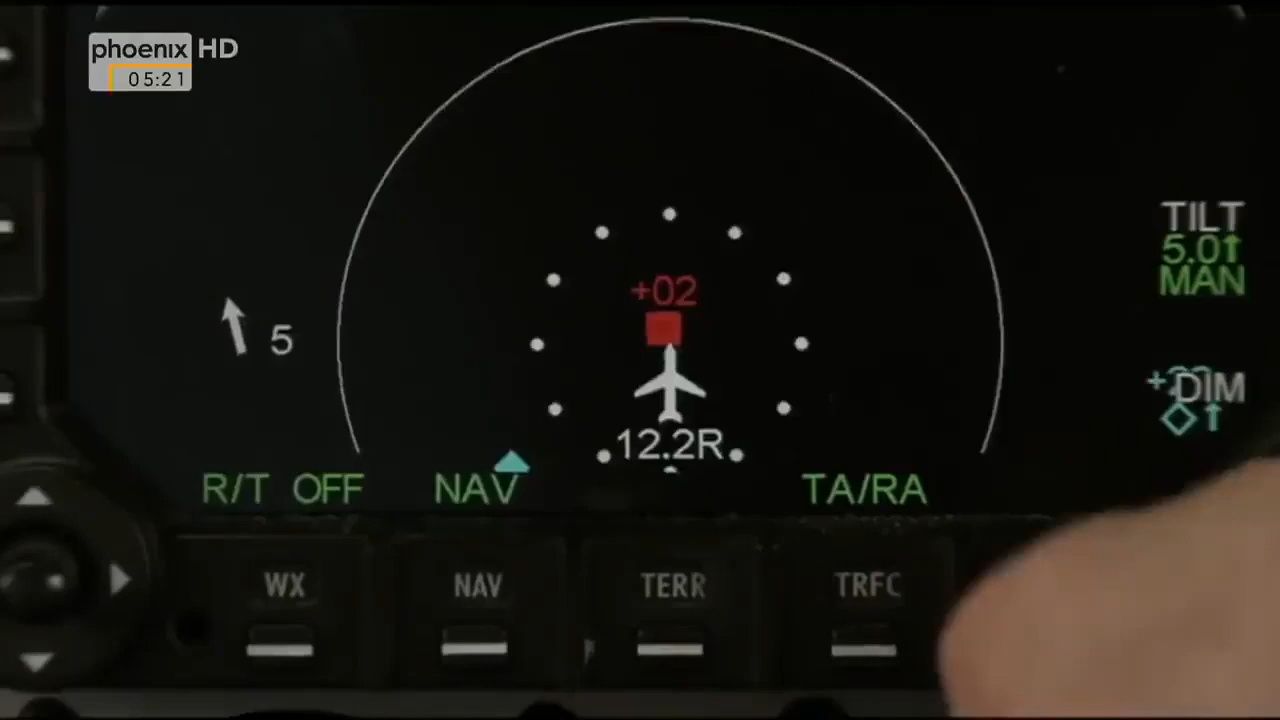 phoenix HD
05:21
TILT
5.0↑
MAN
+02
5
DIM
12.2R
R/T OFF NAV TA/RA
WX NAV TERR TRFC